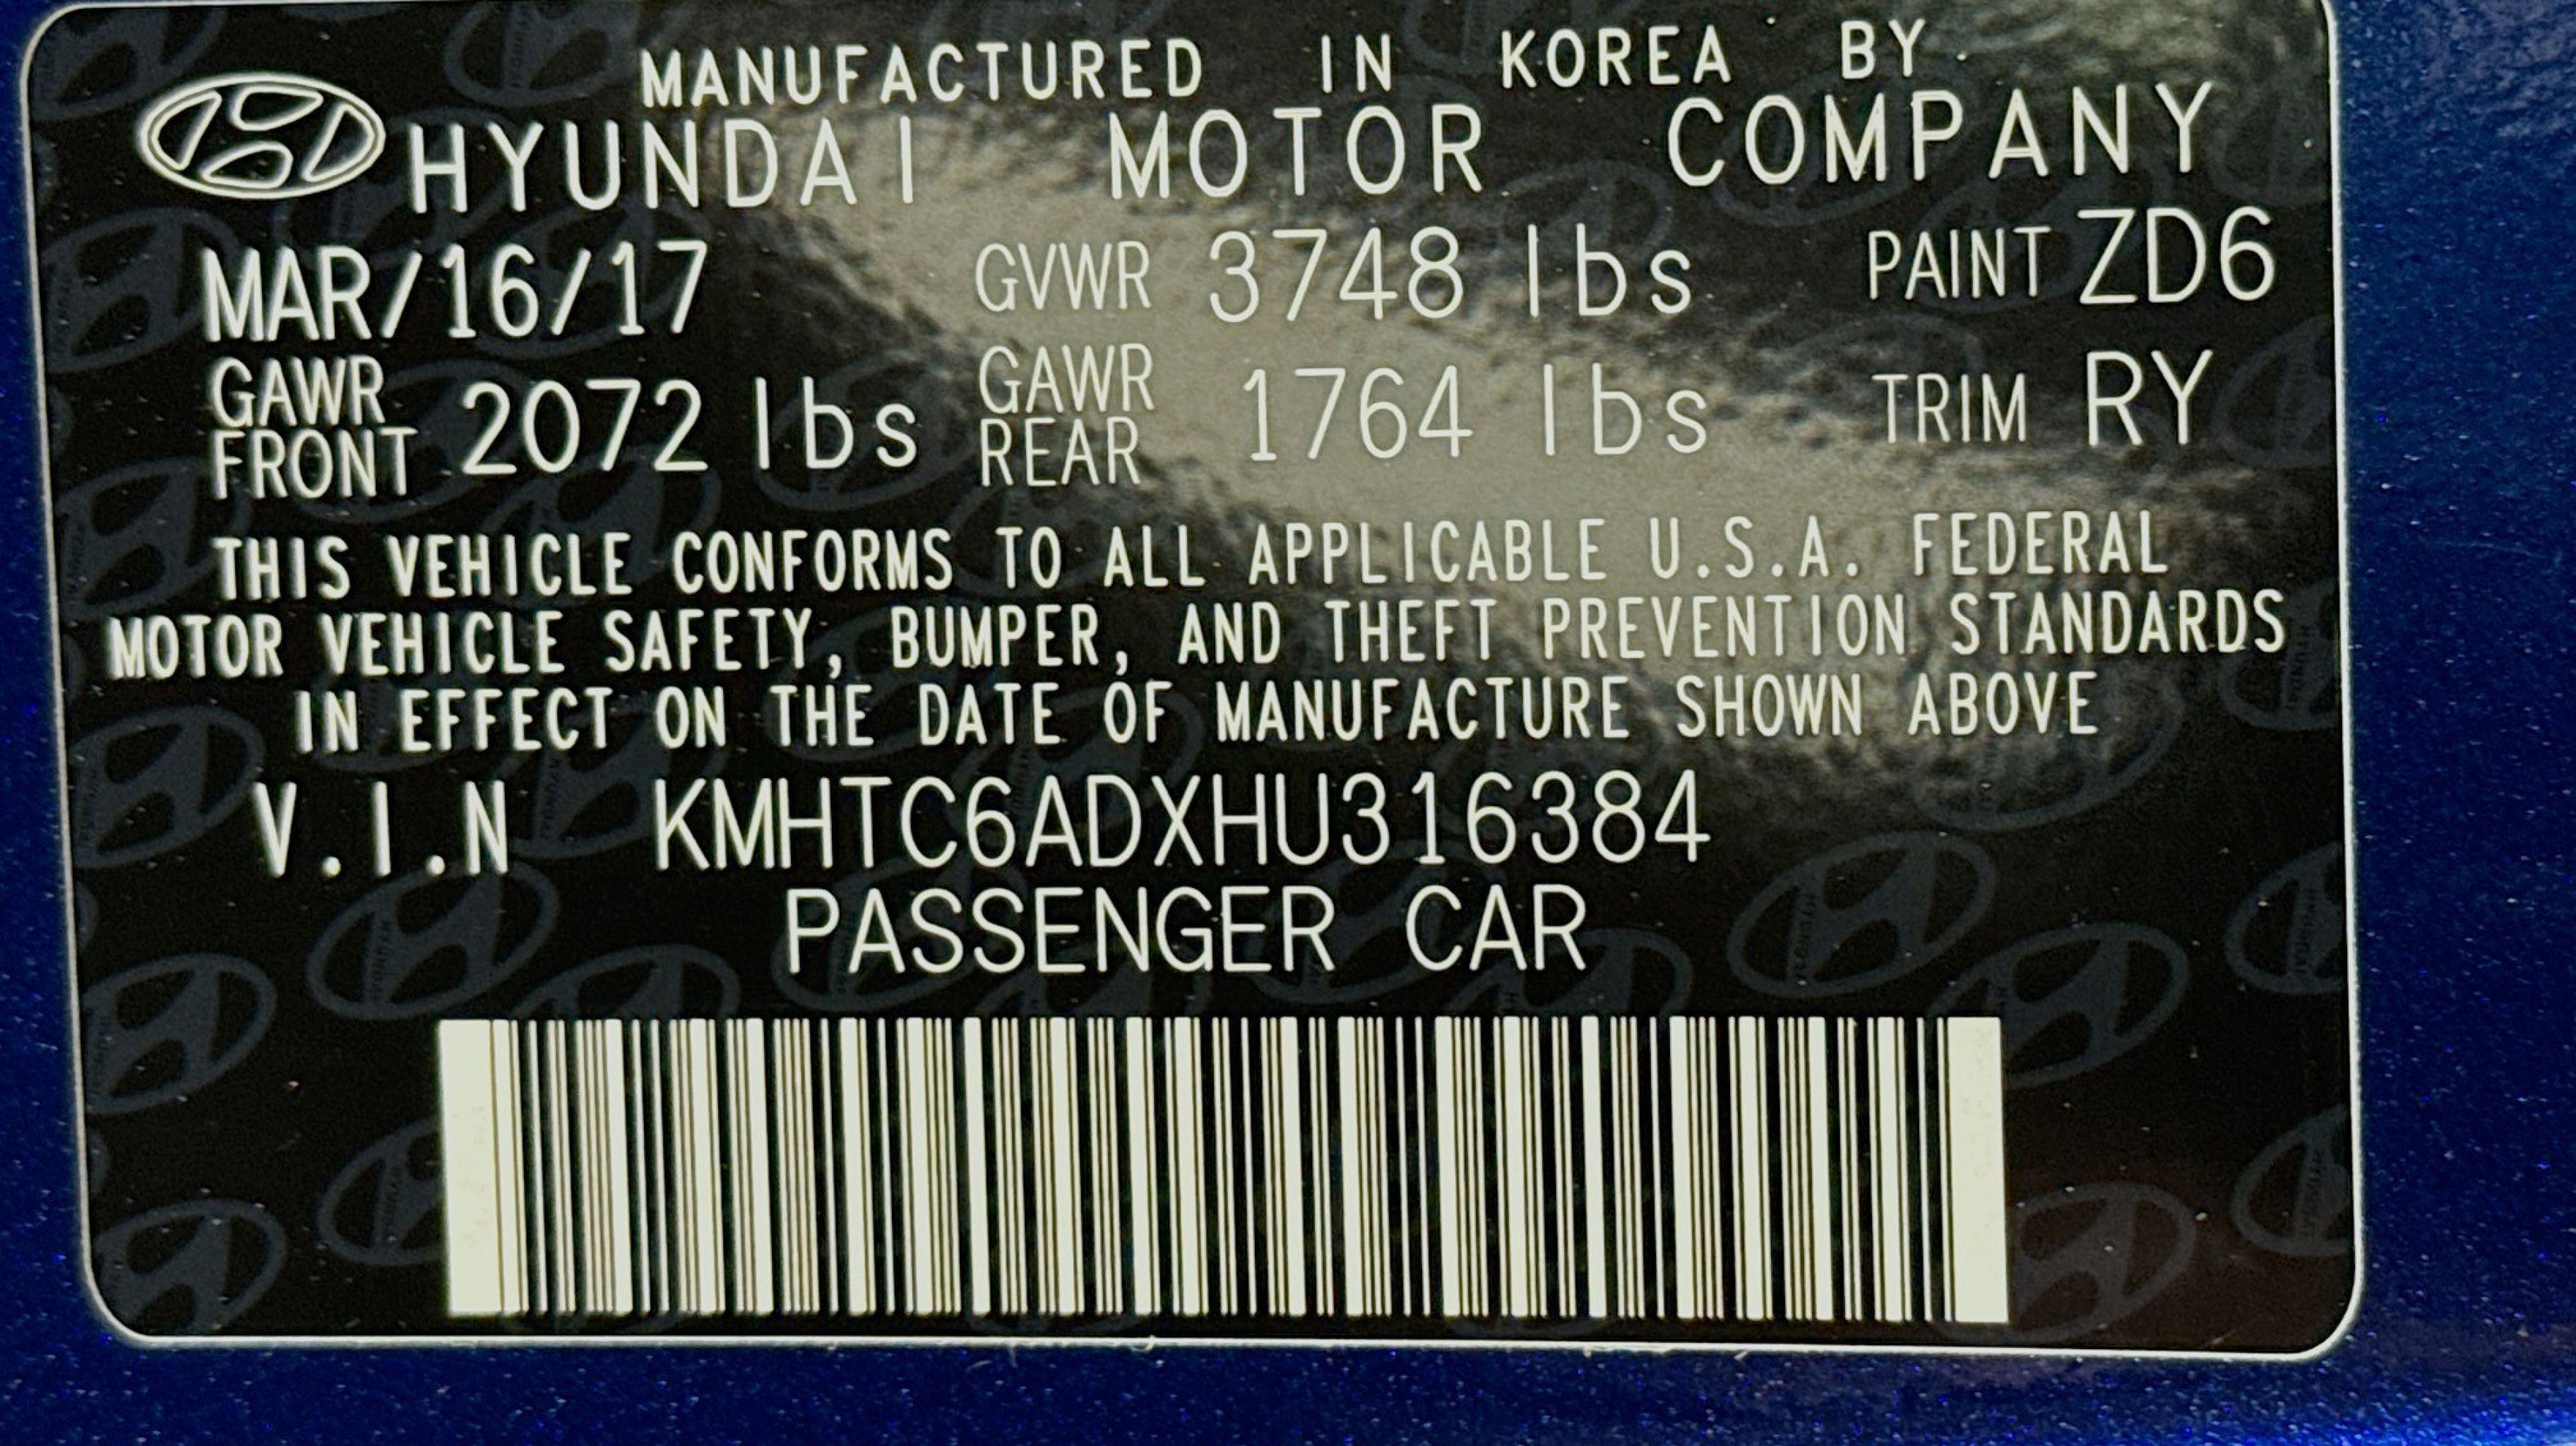 MANUFACTURED IN KOREA BY
HYUNDAI MOTOR COMPANY
MAR/16/17 GVWR 3748 lbs PAINT ZD6
GAWR FRONT 2072 lbs GAWR REAR 1764 lbs TRIM RY
THIS VEHICLE CONFORMS TO ALL APPLICABLE U.S.A. FEDERAL
MOTOR VEHICLE SAFETY, BUMPER, AND THEFT PREVENTION STANDARDS
IN EFFECT ON THE DATE OF MANUFACTURE SHOWN ABOVE
V.I.N KMHTC6ADXHU316384
PASSENGER CAR